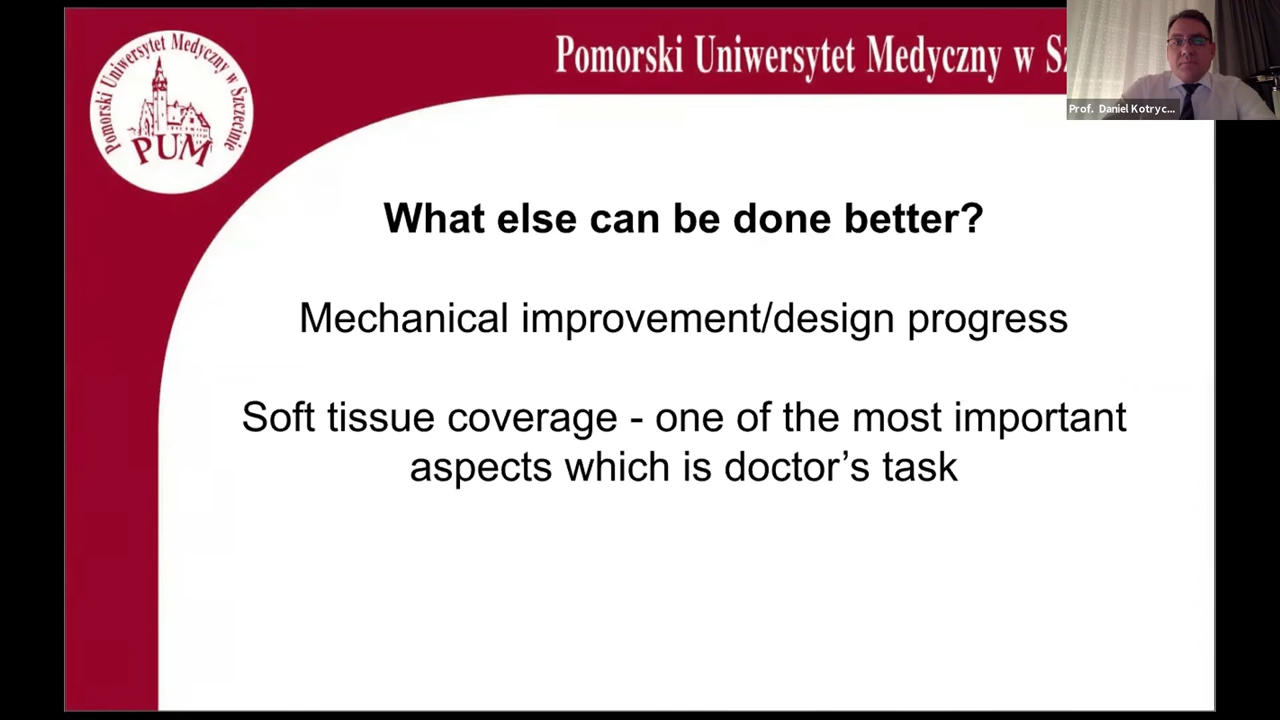 Pomorski Uniwersytet Medyczny w Szczecinie
PUM
Pomorski Uniwersytet Medyczny w
Prof. Daniel Kotryc...
What else can be done better?
Mechanical improvement/design progress
Soft tissue coverage - one of the most important
aspects which is doctor’s task